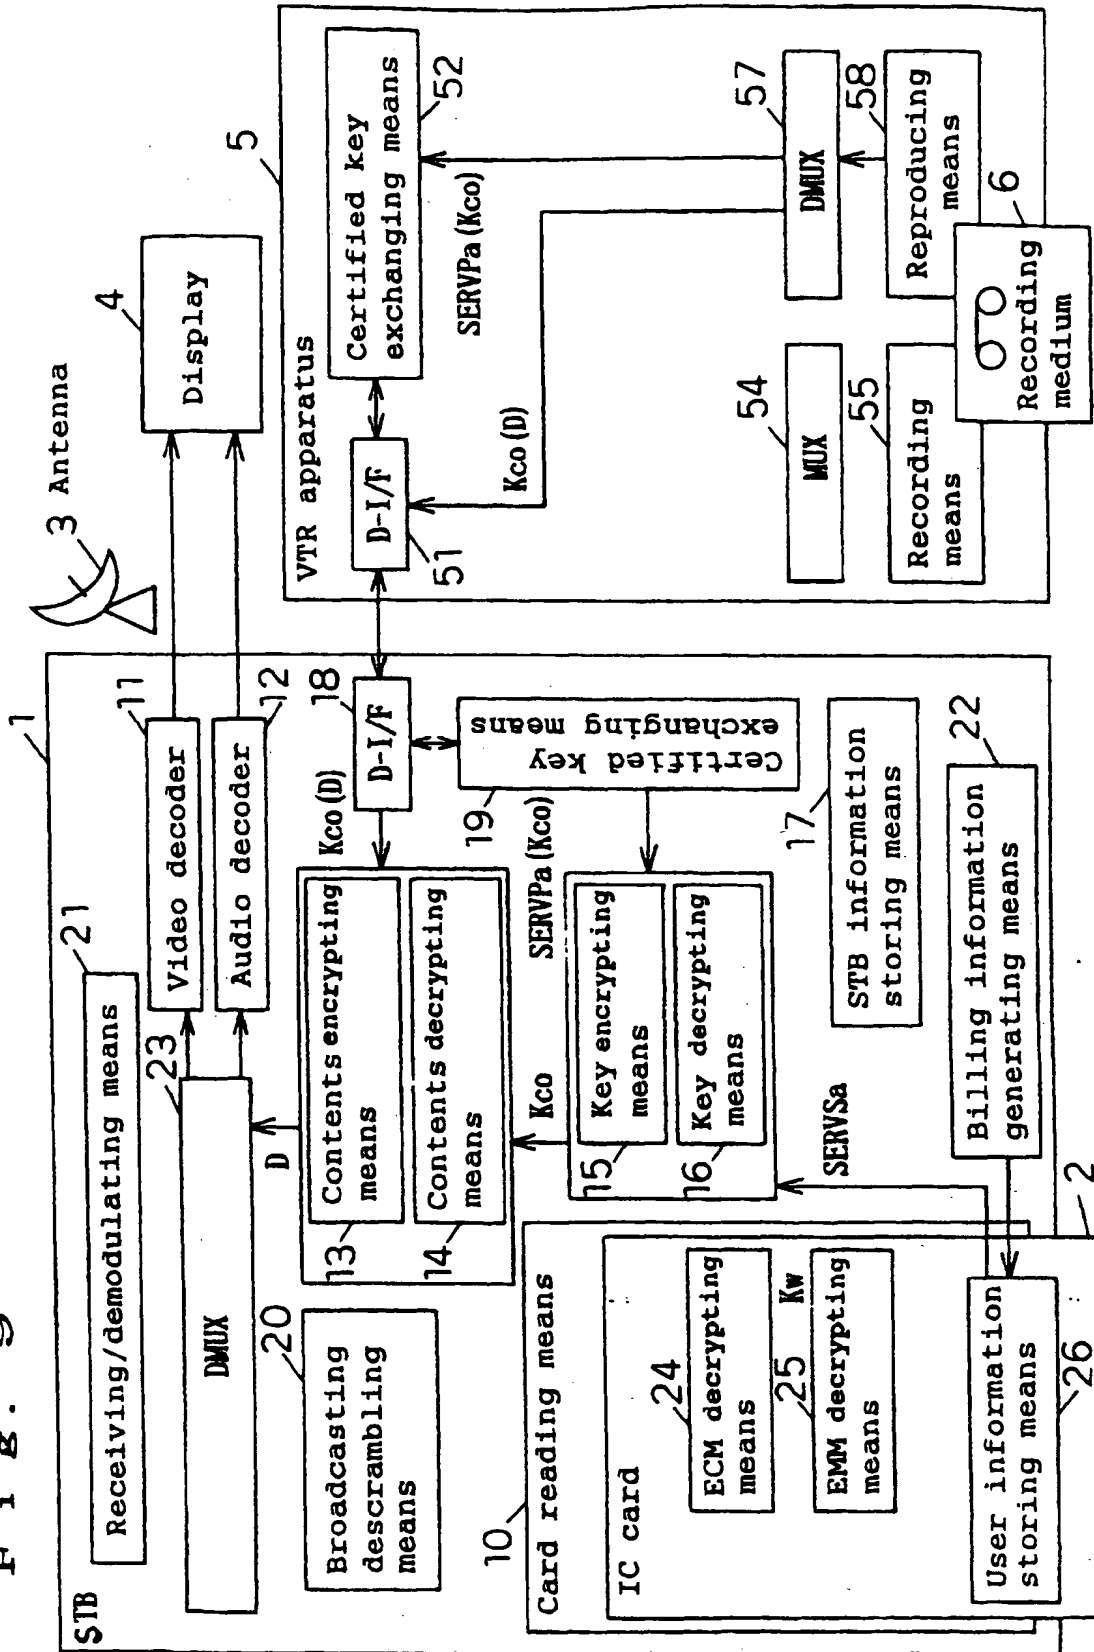 Fig. 9
1
STB
Receiving/demodulating means
21
DMUX
23
Video decoder
11
Audio decoder
12
3 Antenna
4
Display
D
Broadcasting
descrambling
means
20
Contents encrypting
means
13
Contents decrypting
means
14
Kco(D)
D-I/F
18
Certified key
exchanging means
19
Kco
SERVPa(Kco)
Key encrypting
means
15
Key decrypting
means
16
SERVSa
STB information
storing means
17
Billing information
generating means
22
10
Card reading means
IC card
2
ECM decrypting
means
24
Kw
EMM decrypting
means
25
User information
storing means
26
5
VTR apparatus
D-I/F
51
Certified key
exchanging means
52
Kco(D)
SERVPa(Kco)
MUX
54
DMUX
57
Recording
means
55
Reproducing
means
58
Recording
medium
6